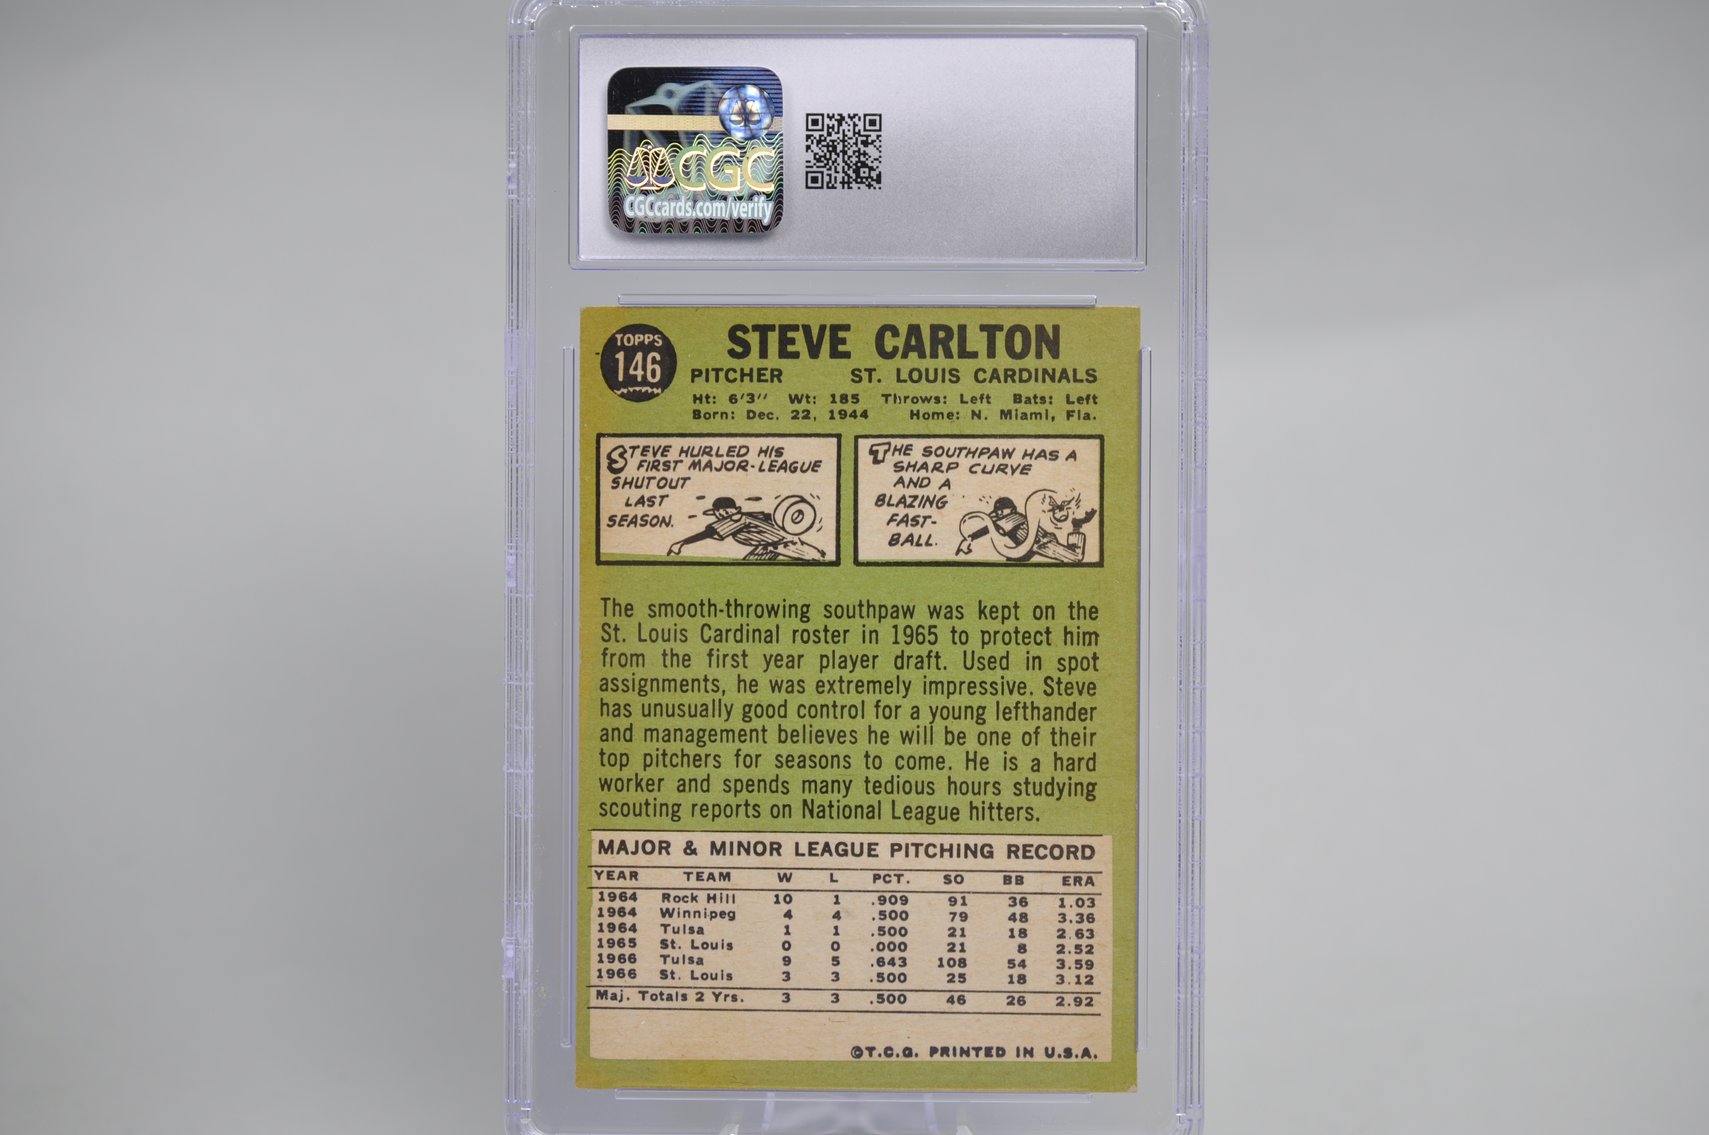 CGC
CGCcards.com/verify
TOPPS
146
STEVE CARLTON
PITCHER ST. LOUIS CARDINALS
Ht: 6'3" Wt: 185 Throws: Left Bats: Left
Born: Dec. 22, 1944 Home: N. Miami, Fla.
STEVE HURLED HIS
FIRST MAJOR-LEAGUE
SHUTOUT
LAST
SEASON.
THE SOUTHPAW HAS A
SHARP CURVE
AND A
BLAZING
FAST-
BALL.
The smooth-throwing southpaw was kept on the
St. Louis Cardinal roster in 1965 to protect him
from the first year player draft. Used in spot
assignments, he was extremely impressive. Steve
has unusually good control for a young lefthander
and management believes he will be one of their
top pitchers for seasons to come. He is a hard
worker and spends many tedious hours studying
scouting reports on National League hitters.
MAJOR & MINOR LEAGUE PITCHING RECORD
YEAR TEAM W L PCT. SO BB ERA
1964 Rock Hill 10 1 .909 91 36 1.03
1964 Winnipeg 4 4 .500 79 48 3.36
1964 Tulsa 1 1 .500 21 18 2.63
1965 St. Louis 0 0 .000 21 8 2.52
1966 Tulsa 9 5 .643 108 54 3.59
1966 St. Louis 3 3 .500 25 18 3.12
Maj. Totals 2 Yrs. 3 3 .500 46 26 2.92
©T.C.G. PRINTED IN U.S.A.